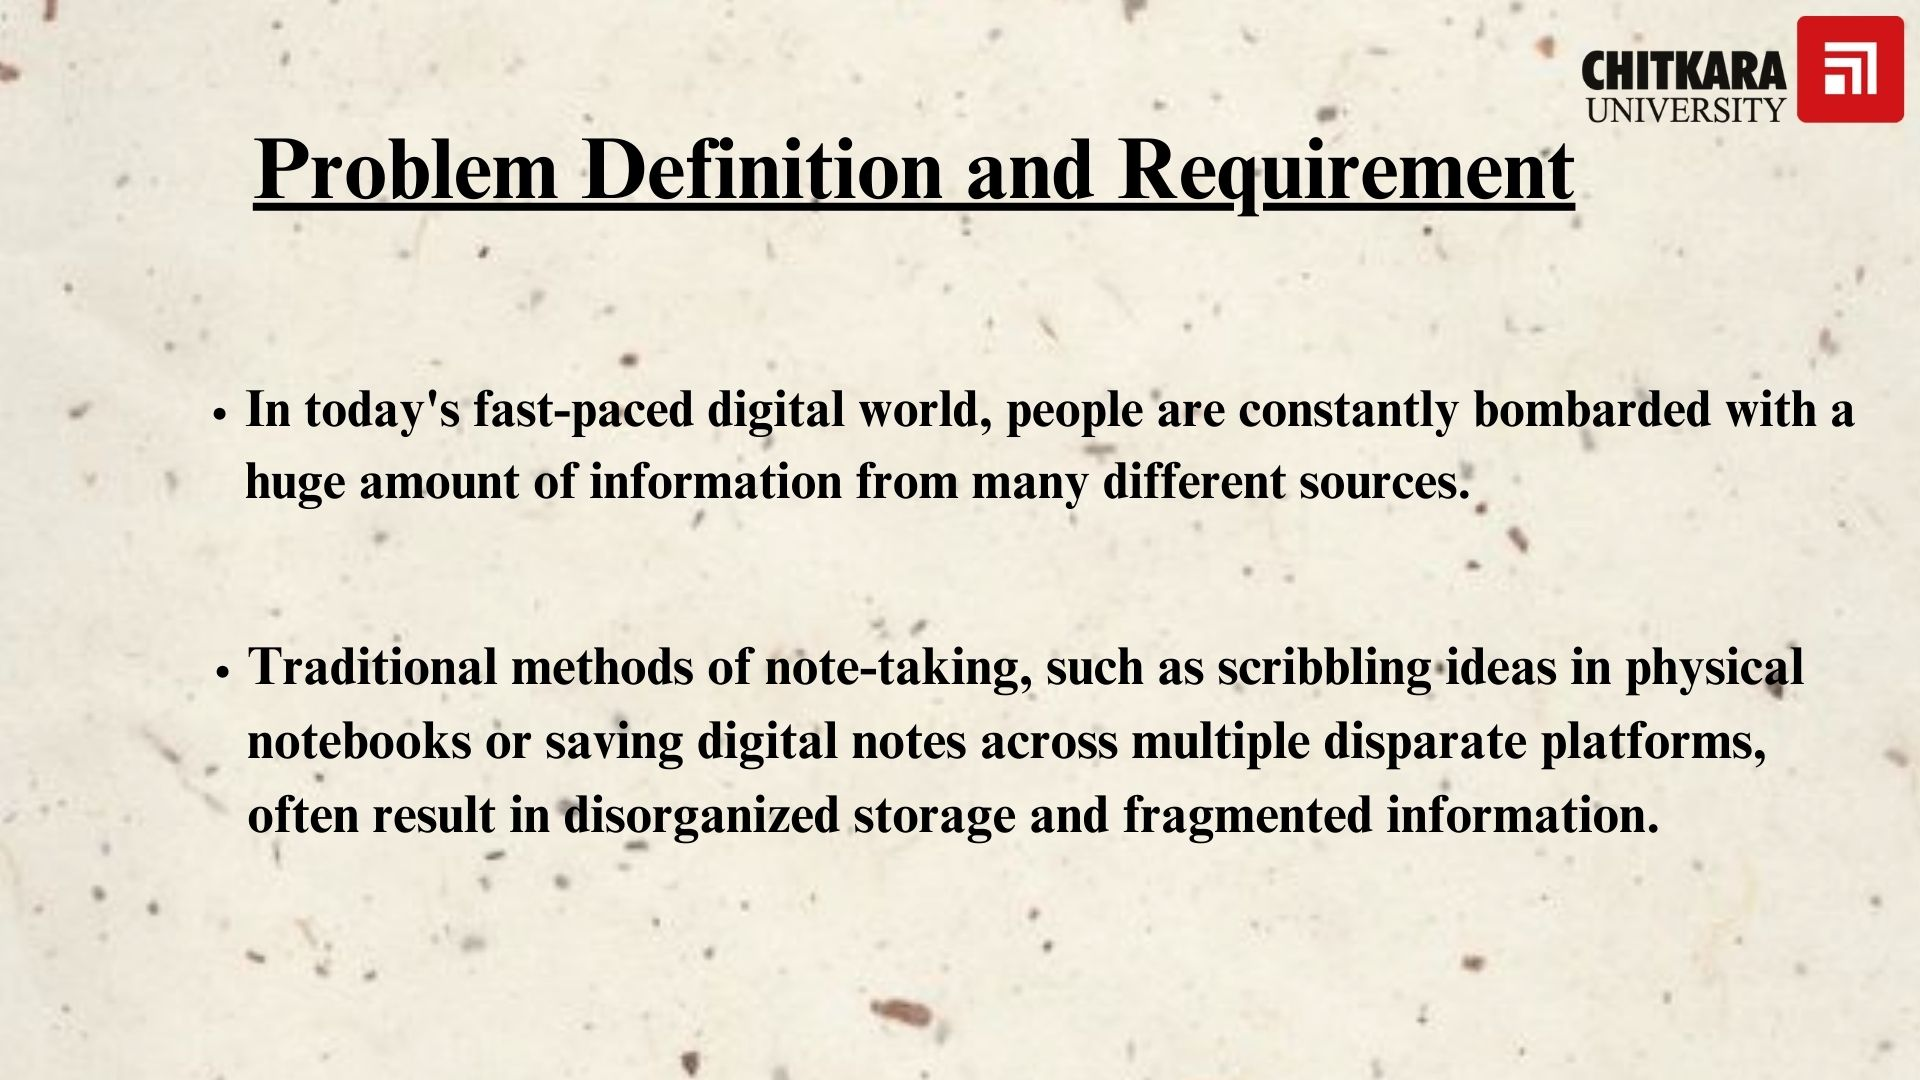 CHITKARA
UNIVERSITY
Problem Definition and Requirement
• In today's fast-paced digital world, people are constantly bombarded with a
huge amount of information from many different sources.
• Traditional methods of note-taking, such as scribbling ideas in physical
notebooks or saving digital notes across multiple disparate platforms,
often result in disorganized storage and fragmented information.